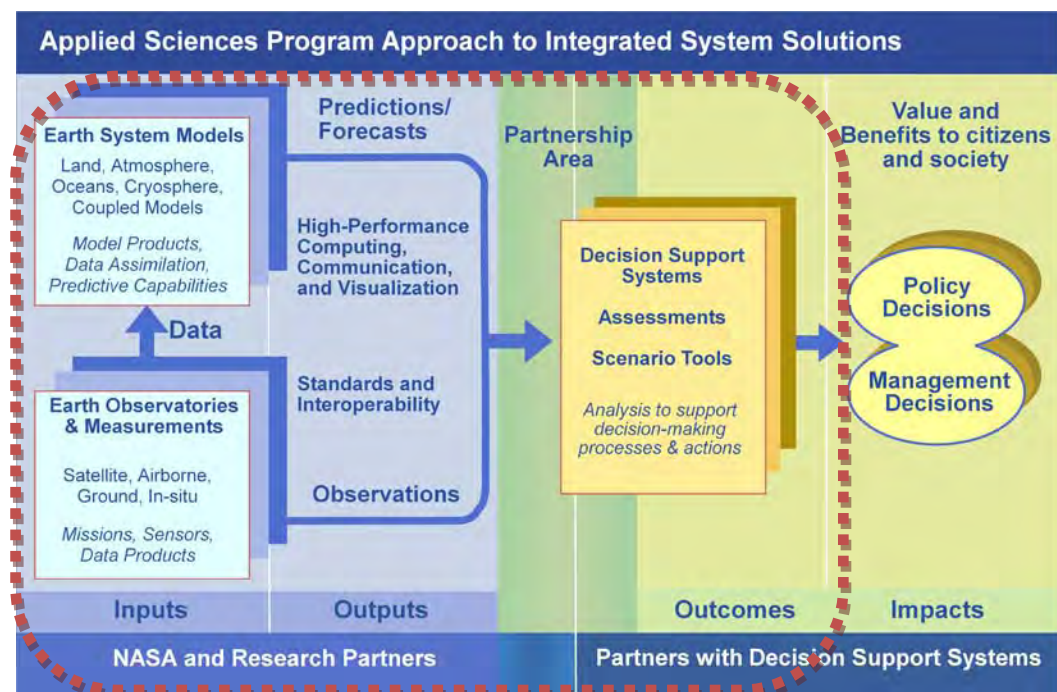 Applied Sciences Program Approach to Integrated System Solutions
Earth System Models
Land, Atmosphere,
Oceans, Cryosphere,
Coupled Models
Model Products,
Data Assimilation,
Predictive Capabilities
Data
Earth Observatories
& Measurements
Satellite, Airborne,
Ground, In-situ
Missions, Sensors,
Data Products
Predictions/
Forecasts
High-Performance
Computing,
Communication,
and Visualization
Standards and
Interoperability
Observations
Partnership
Area
Decision Support
Systems
Assessments
Scenario Tools
Analysis to support
decision-making
processes & actions
Value and
Benefits to citizens
and society
Policy
Decisions
Management
Decisions
Inputs
Outputs
Outcomes
Impacts
NASA and Research Partners
Partners with Decision Support Systems